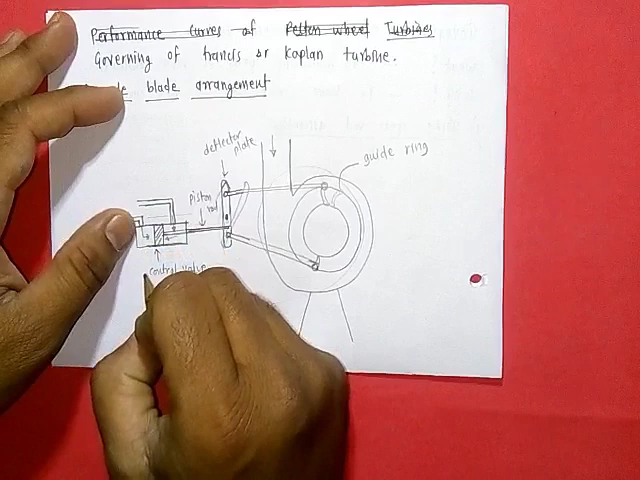 Performance Curves of Pelton wheel Turbines
Governing of francis or Kaplan turbine.
blade arrangement
deflector
plate
guide ring
piston
rod
control valve